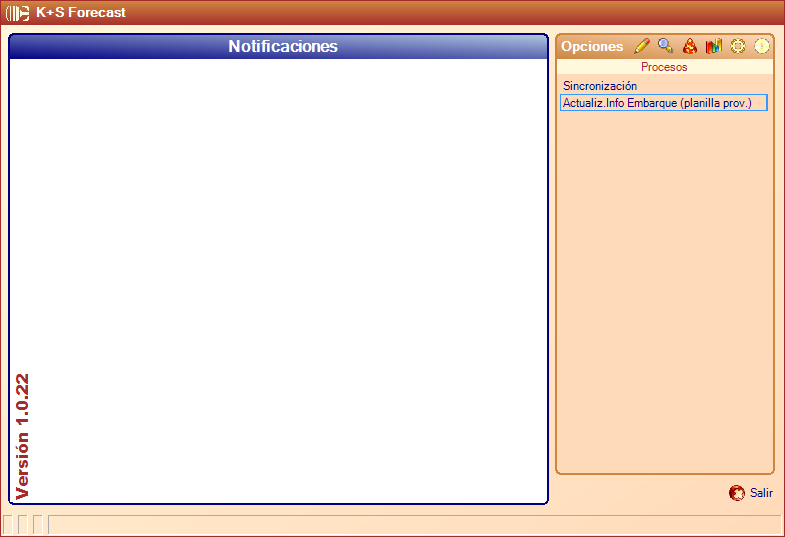 K+S Forecast
Notificaciones
Versión 1.0.22
Opciones
Procesos
Sincronización
Actualiz.Info Embarque (planilla prov.)
Salir